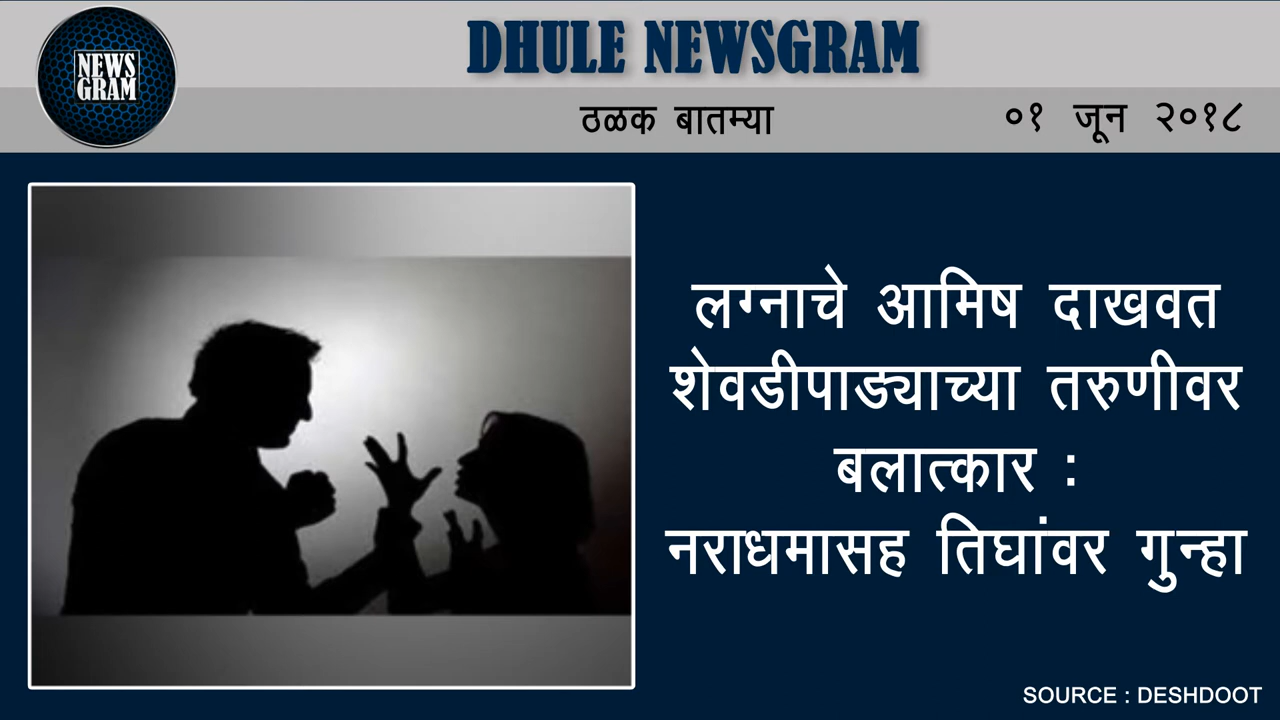 NEWS
GRAM
DHULE NEWSGRAM
ठळक बातम्या
०१ जून २०१८
लग्नाचे आमिष दाखवत
शेवडीपाड्याच्या तरुणीवर
बलात्कार :
नराधमासह तिघांवर गुन्हा
SOURCE : DESHDOOT